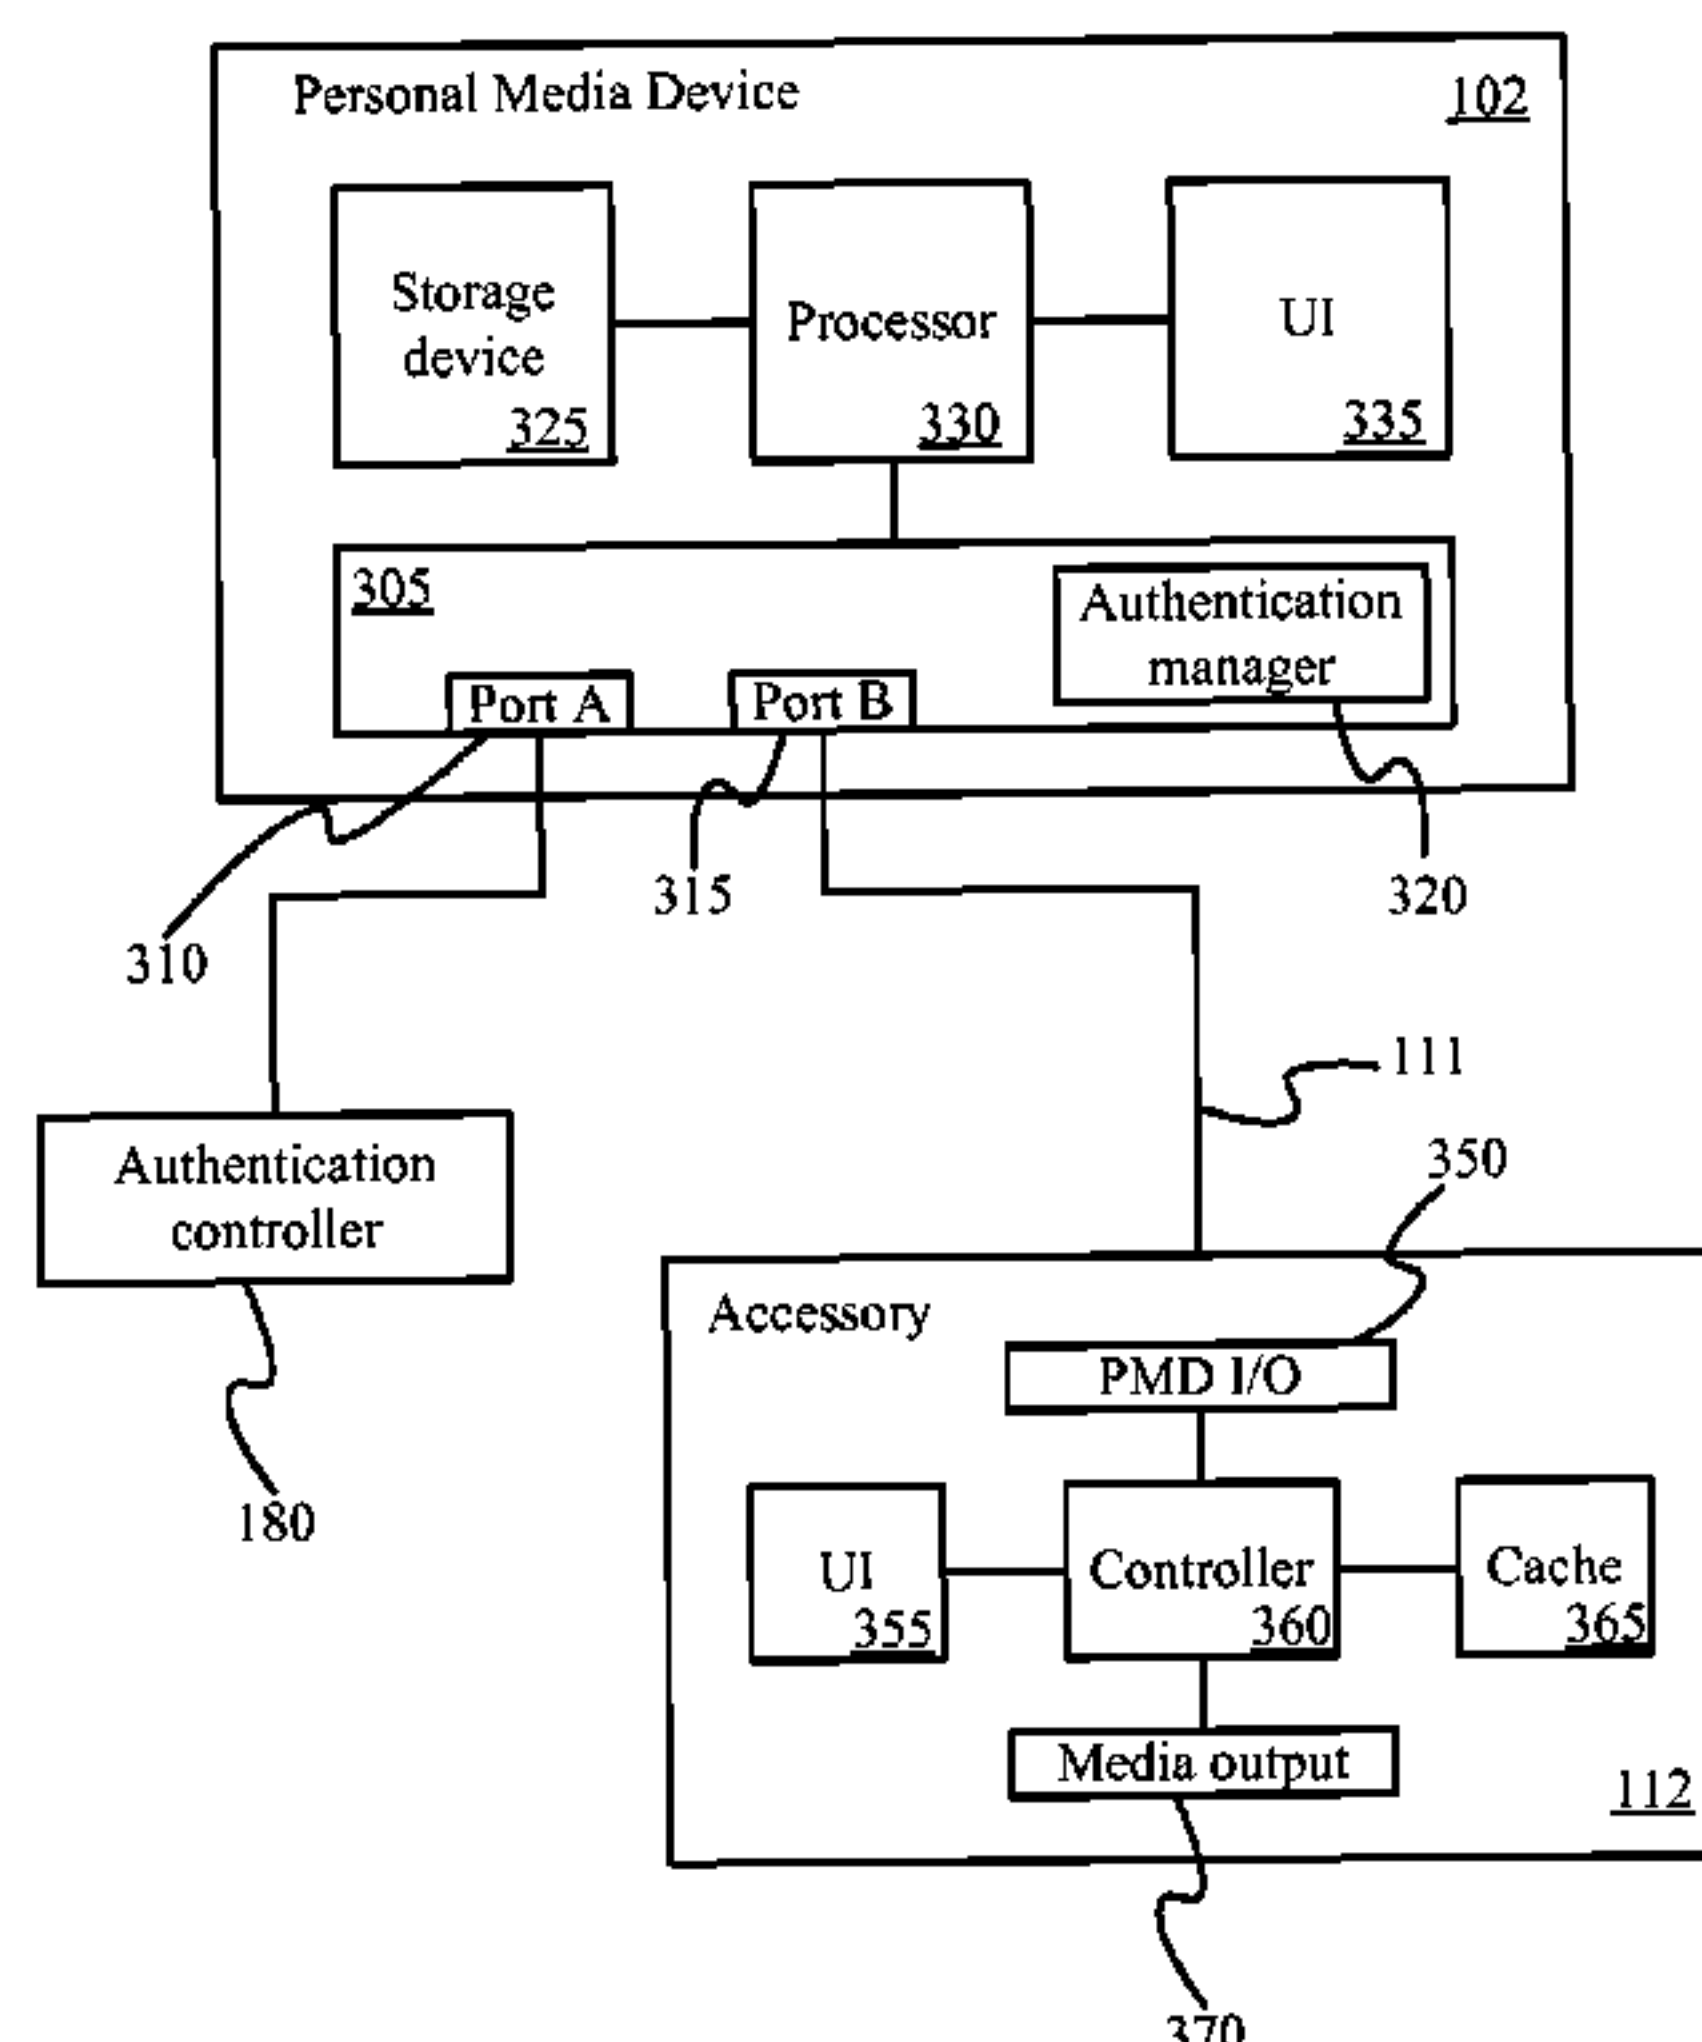 Personal Media Device
102
Storage
device
325
Processor
330
UI
335
305
Authentication
manager
Port A
Port B
310
315
320
111
350
Authentication
controller
180
Accessory
PMD I/O
UI
355
Controller
360
Cache
365
Media output
112
370